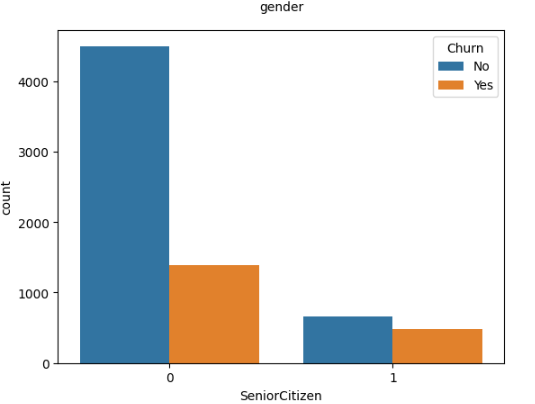 gender
Churn
No
Yes
4000
3000
2000
1000
0
count
0 1
SeniorCitizen